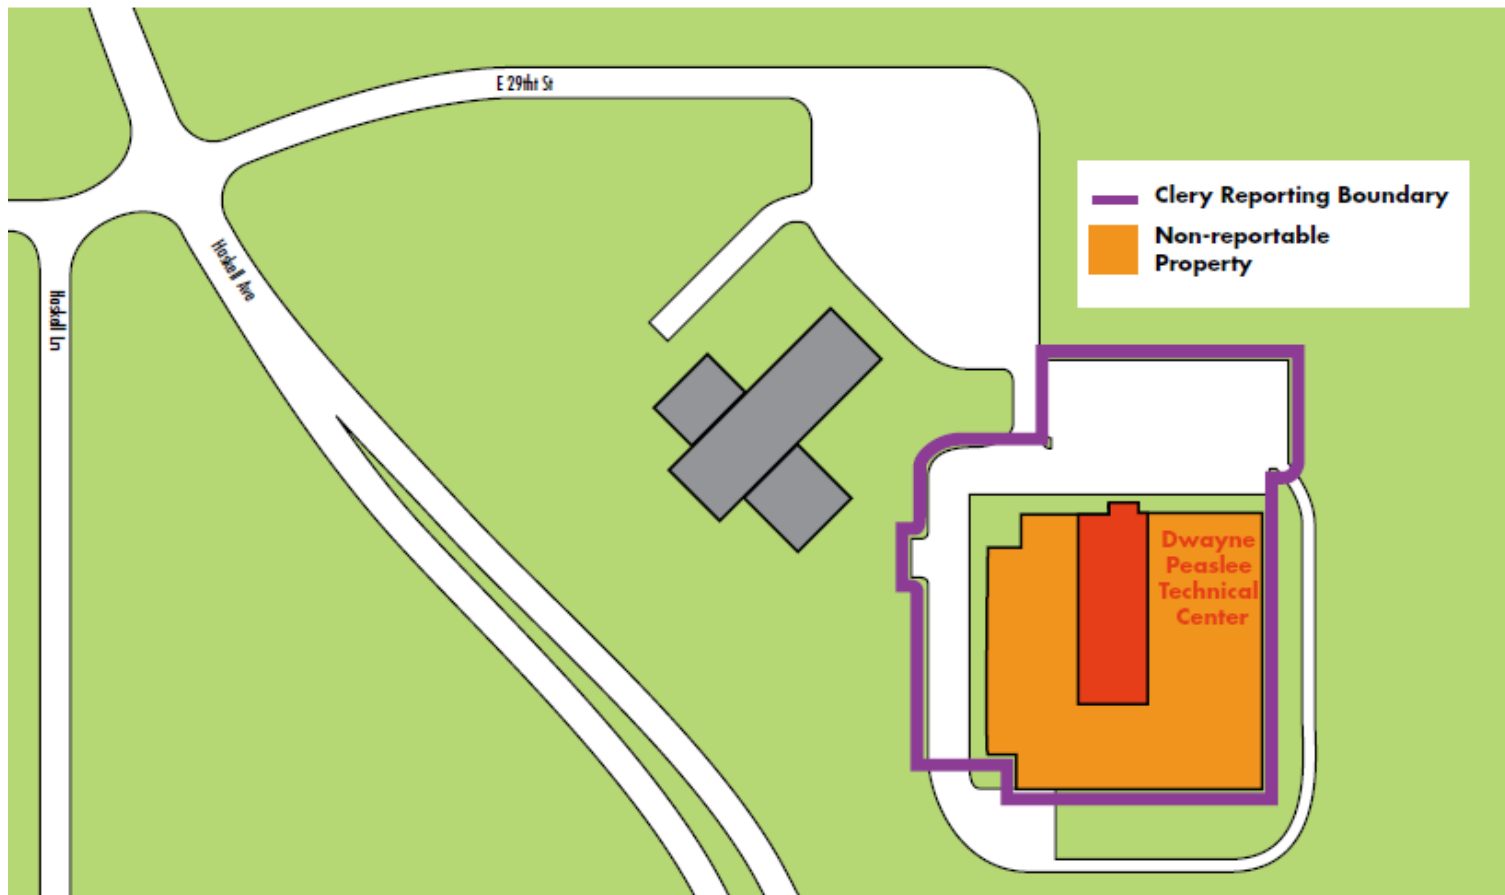 E 29tht St
Clery Reporting Boundary
Non-reportable
Property
Haskell Ave
Haskell Ln
Dwayne
Peaslee
Technical
Center